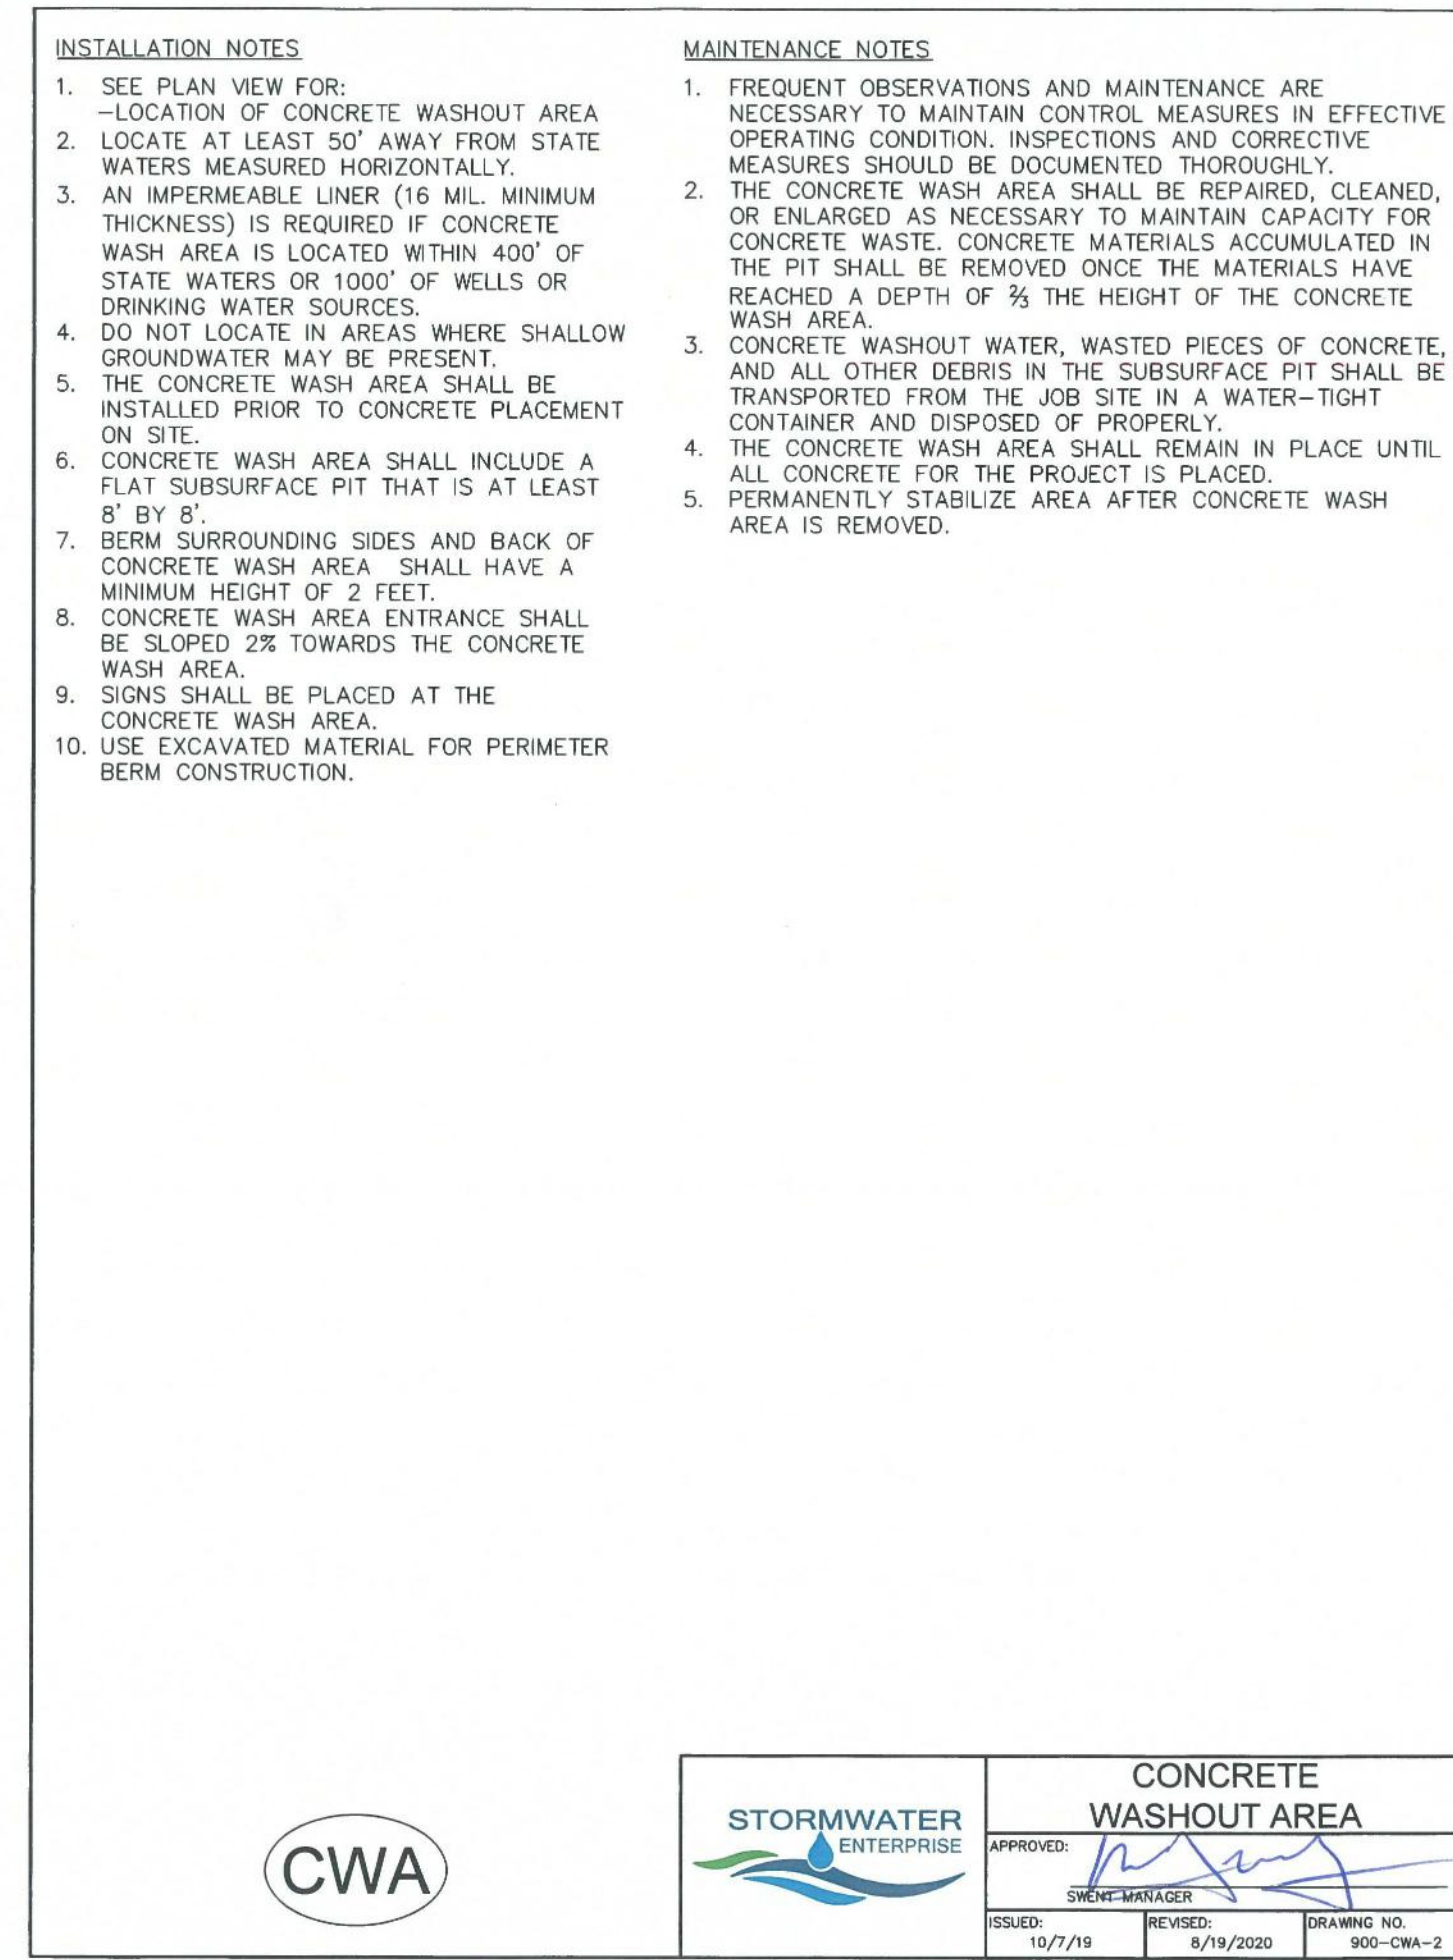 INSTALLATION NOTES
1. SEE PLAN VIEW FOR:
–LOCATION OF CONCRETE WASHOUT AREA
2. LOCATE AT LEAST 50' AWAY FROM STATE
WATERS MEASURED HORIZONTALLY.
3. AN IMPERMEABLE LINER (16 MIL. MINIMUM
THICKNESS) IS REQUIRED IF CONCRETE
WASH AREA IS LOCATED WITHIN 400' OF
STATE WATERS OR 1000' OF WELLS OR
DRINKING WATER SOURCES.
4. DO NOT LOCATE IN AREAS WHERE SHALLOW
GROUNDWATER MAY BE PRESENT.
5. THE CONCRETE WASH AREA SHALL BE
INSTALLED PRIOR TO CONCRETE PLACEMENT
ON SITE.
6. CONCRETE WASH AREA SHALL INCLUDE A
FLAT SUBSURFACE PIT THAT IS AT LEAST
8' BY 8'.
7. BERM SURROUNDING SIDES AND BACK OF
CONCRETE WASH AREA SHALL HAVE A
MINIMUM HEIGHT OF 2 FEET.
8. CONCRETE WASH AREA ENTRANCE SHALL
BE SLOPED 2% TOWARDS THE CONCRETE
WASH AREA.
9. SIGNS SHALL BE PLACED AT THE
CONCRETE WASH AREA.
10. USE EXCAVATED MATERIAL FOR PERIMETER
BERM CONSTRUCTION.
MAINTENANCE NOTES
1. FREQUENT OBSERVATIONS AND MAINTENANCE ARE
NECESSARY TO MAINTAIN CONTROL MEASURES IN EFFECTIVE
OPERATING CONDITION. INSPECTIONS AND CORRECTIVE
MEASURES SHOULD BE DOCUMENTED THOROUGHLY.
2. THE CONCRETE WASH AREA SHALL BE REPAIRED, CLEANED,
OR ENLARGED AS NECESSARY TO MAINTAIN CAPACITY FOR
CONCRETE WASTE. CONCRETE MATERIALS ACCUMULATED IN
THE PIT SHALL BE REMOVED ONCE THE MATERIALS HAVE
REACHED A DEPTH OF ⅔ THE HEIGHT OF THE CONCRETE
WASH AREA.
3. CONCRETE WASHOUT WATER, WASTED PIECES OF CONCRETE,
AND ALL OTHER DEBRIS IN THE SUBSURFACE PIT SHALL BE
TRANSPORTED FROM THE JOB SITE IN A WATER–TIGHT
CONTAINER AND DISPOSED OF PROPERLY.
4. THE CONCRETE WASH AREA SHALL REMAIN IN PLACE UNTIL
ALL CONCRETE FOR THE PROJECT IS PLACED.
5. PERMANENTLY STABILIZE AREA AFTER CONCRETE WASH
AREA IS REMOVED.
CWA
STORMWATER
ENTERPRISE
CONCRETE
WASHOUT AREA
APPROVED:
SWENT MANAGER
ISSUED:
10/7/19
REVISED:
8/19/2020
DRAWING NO.
900–CWA–2